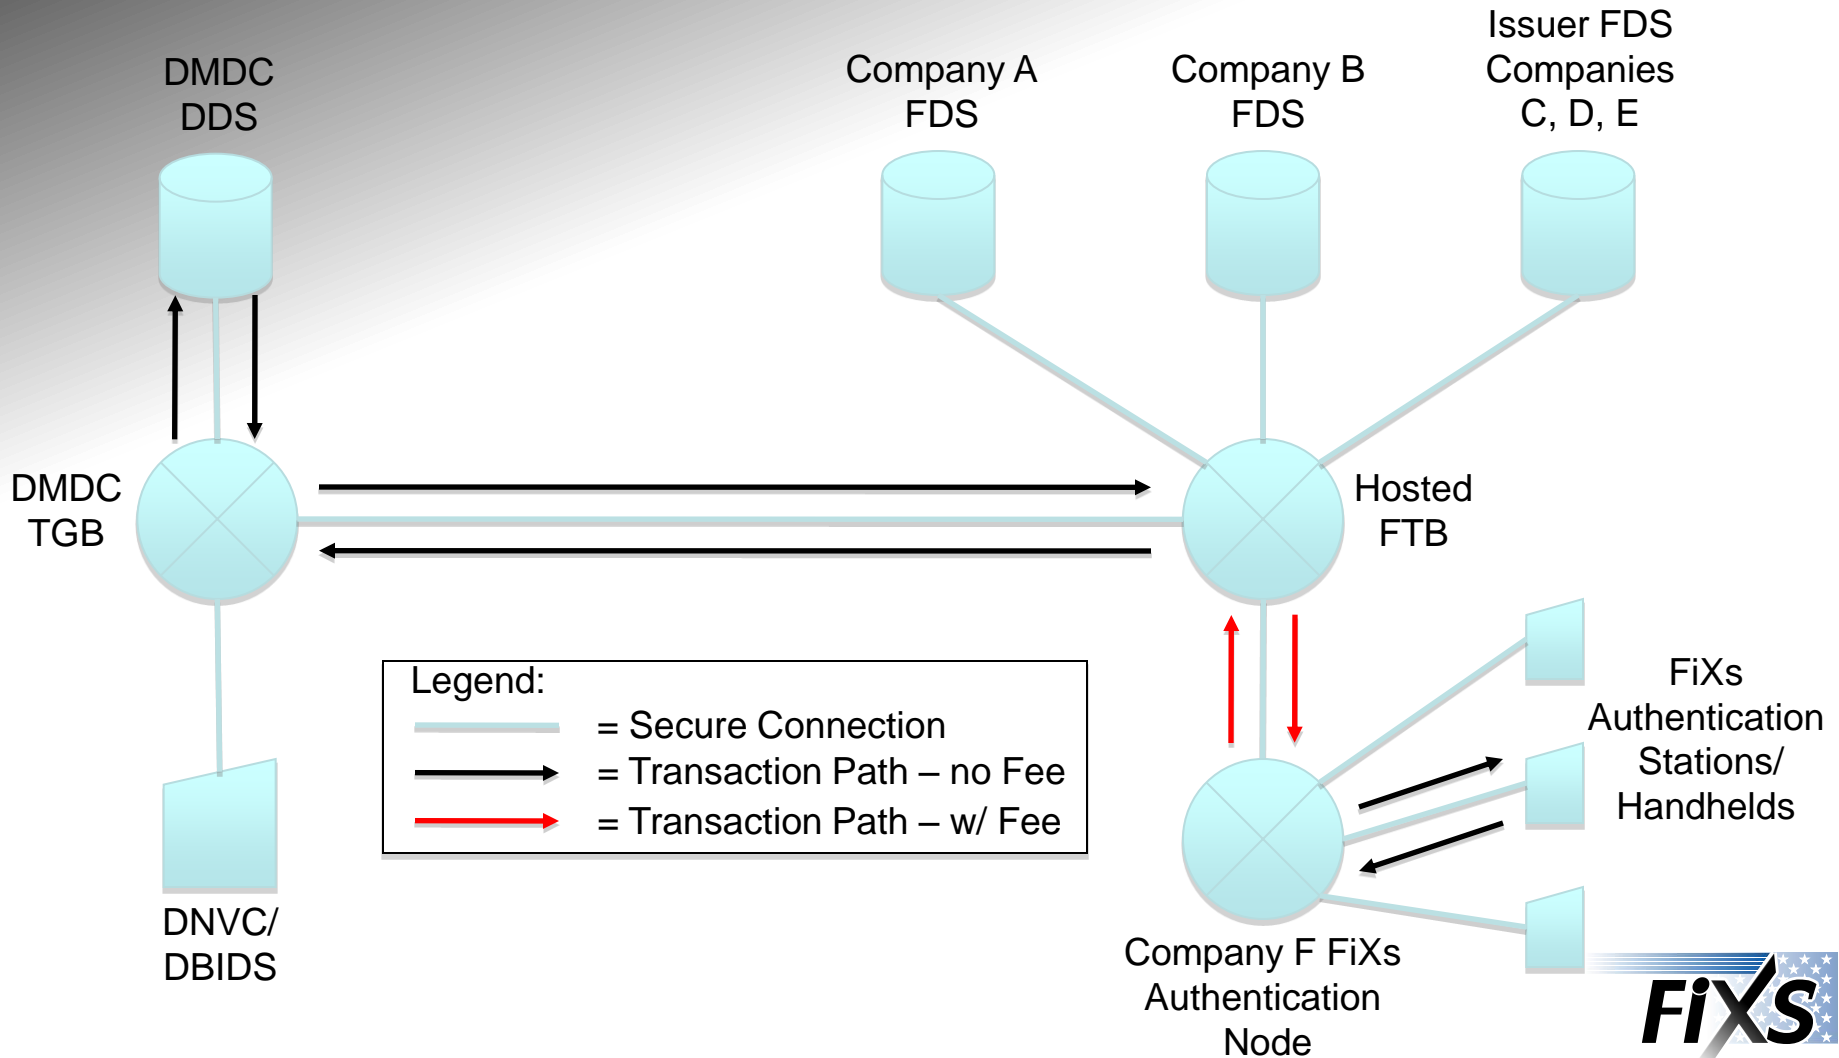 DMDC
DDS
Company A
FDS
Company B
FDS
Issuer FDS
Companies
C, D, E
DMDC
TGB
Hosted
FTB
Legend:
= Secure Connection
= Transaction Path – no Fee
= Transaction Path – w/ Fee
FiXs
Authentication
Stations/
Handhelds
DNVC/
DBIDS
Company F FiXs
Authentication
Node
FiXS